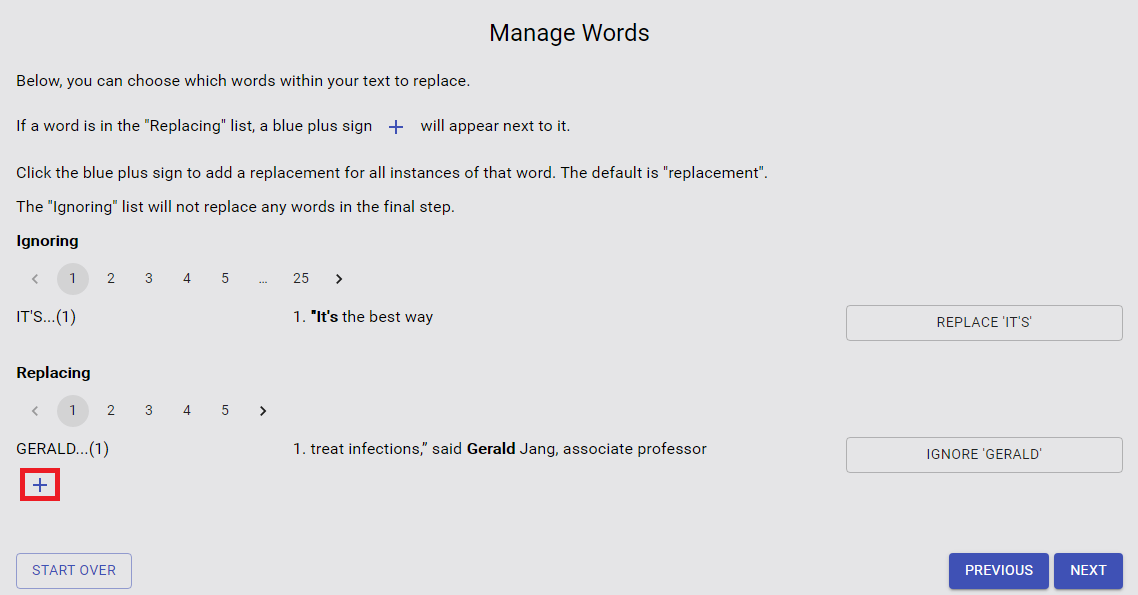 Manage Words
Below, you can choose which words within your text to replace.
If a word is in the "Replacing" list, a blue plus sign + will appear next to it.
Click the blue plus sign to add a replacement for all instances of that word. The default is "replacement".
The "Ignoring" list will not replace any words in the final step.
Ignoring
‹ 1 2 3 4 5 ... 25 ›
IT'S...(1) 1. "It's the best way REPLACE 'IT'S'
Replacing
‹ 1 2 3 4 5 ›
GERALD...(1) 1. treat infections,” said Gerald Jang, associate professor IGNORE 'GERALD'
+
START OVER PREVIOUS NEXT